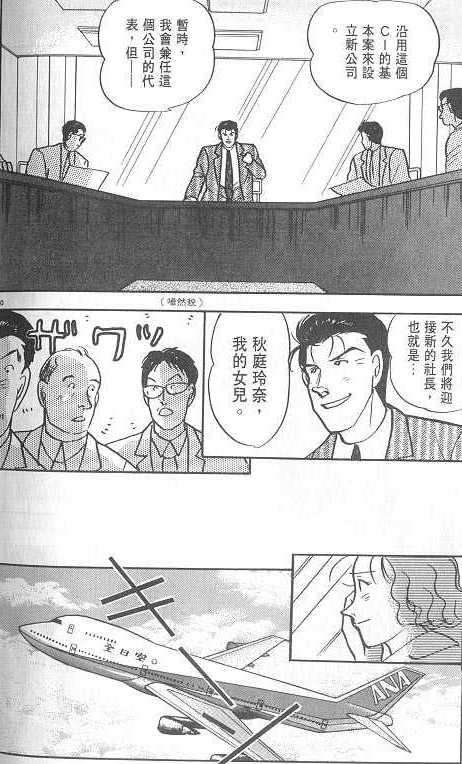 沿用這個
CI的基
本案來設
立新公司
暫時，
我會兼任這
個公司的代
表，但——
0
不久我們將迎
接新的社長，
也就是…
秋庭玲奈，
我的女兒。
ザワッ
全日空。
ANA
キ